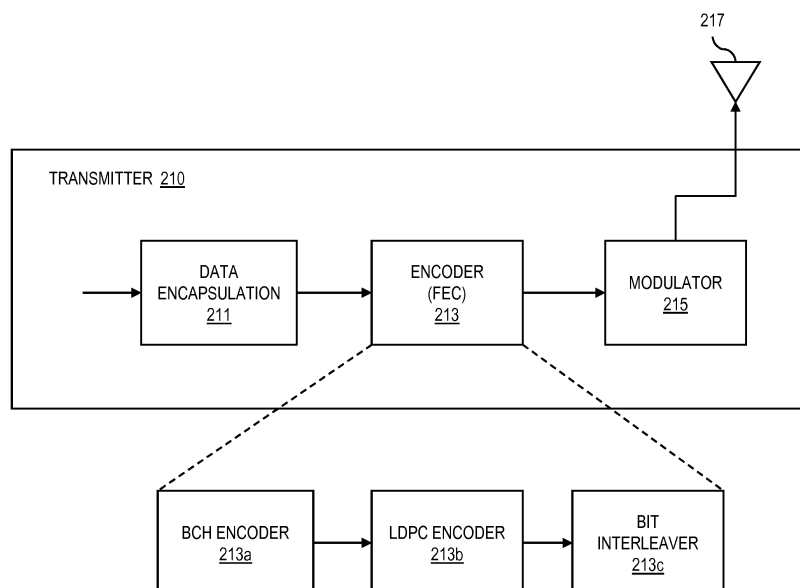 217
TRANSMITTER 210
DATA
ENCAPSULATION
211
ENCODER
(FEC)
213
MODULATOR
215
BCH ENCODER
213a
LDPC ENCODER
213b
BIT
INTERLEAVER
213c